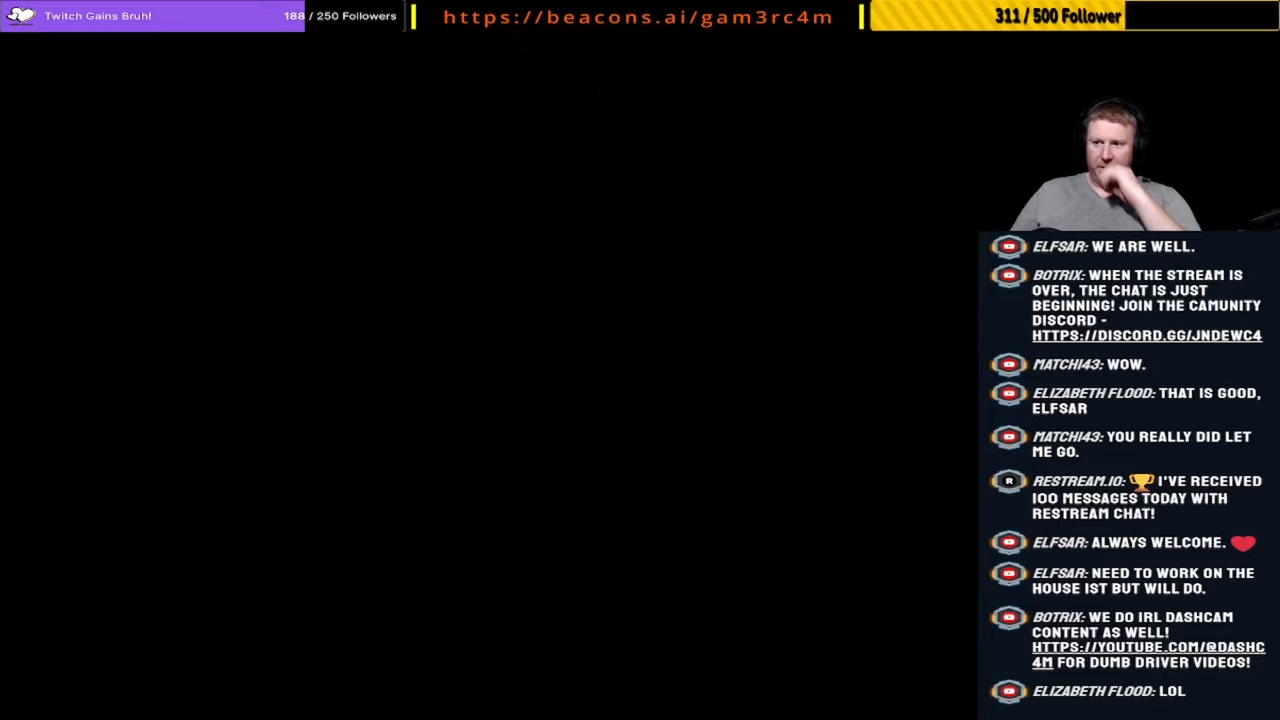 Twitch Gains Bruh!
188 / 250 Followers
https://beacons.ai/gam3rc4m
311 / 500 Follower
ELFSAR: WE ARE WELL.
BOTRIX: WHEN THE STREAM IS
OVER, THE CHAT IS JUST
BEGINNING! JOIN THE CAMUNITY
DISCORD -
HTTPS://DISCORD.GG/JNDEWC4
MATCHI43: WOW.
ELIZABETH FLOOD: THAT IS GOOD,
ELFSAR
MATCHI43: YOU REALLY DID LET
ME GO.
R
RESTREAM.IO: 🏆 I'VE RECEIVED
100 MESSAGES TODAY WITH
RESTREAM CHAT!
ELFSAR: ALWAYS WELCOME. ❤️
ELFSAR: NEED TO WORK ON THE
HOUSE 1ST BUT WILL DO.
BOTRIX: WE DO IRL DASHCAM
CONTENT AS WELL!
HTTPS://YOUTUBE.COM/@DASHC
4M FOR DUMB DRIVER VIDEOS!
ELIZABETH FLOOD: LOL